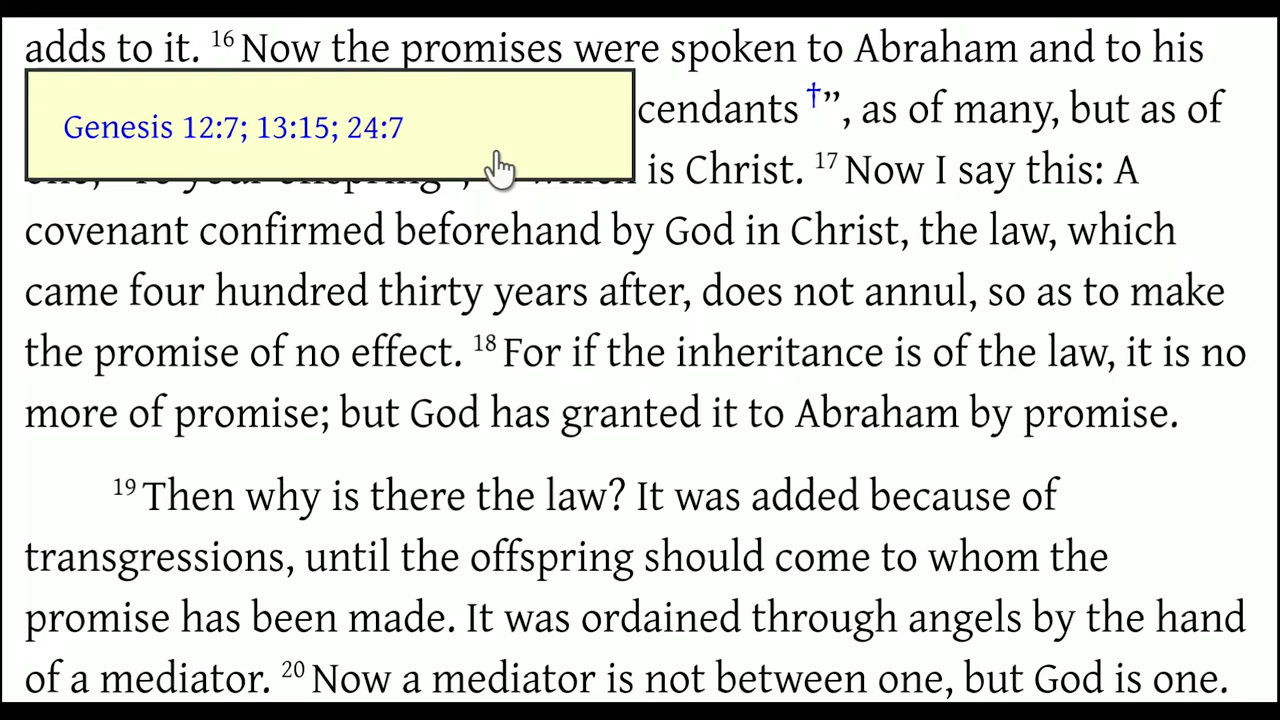 adds to it. 16 Now the promises were spoken to Abraham and to his
Genesis 12:7; 13:15; 24:7
cendants †”, as of many, but as of
is Christ. 17 Now I say this: A
covenant confirmed beforehand by God in Christ, the law, which
came four hundred thirty years after, does not annul, so as to make
the promise of no effect. 18 For if the inheritance is of the law, it is no
more of promise; but God has granted it to Abraham by promise.
19 Then why is there the law? It was added because of
transgressions, until the offspring should come to whom the
promise has been made. It was ordained through angels by the hand
of a mediator. 20 Now a mediator is not between one, but God is one.